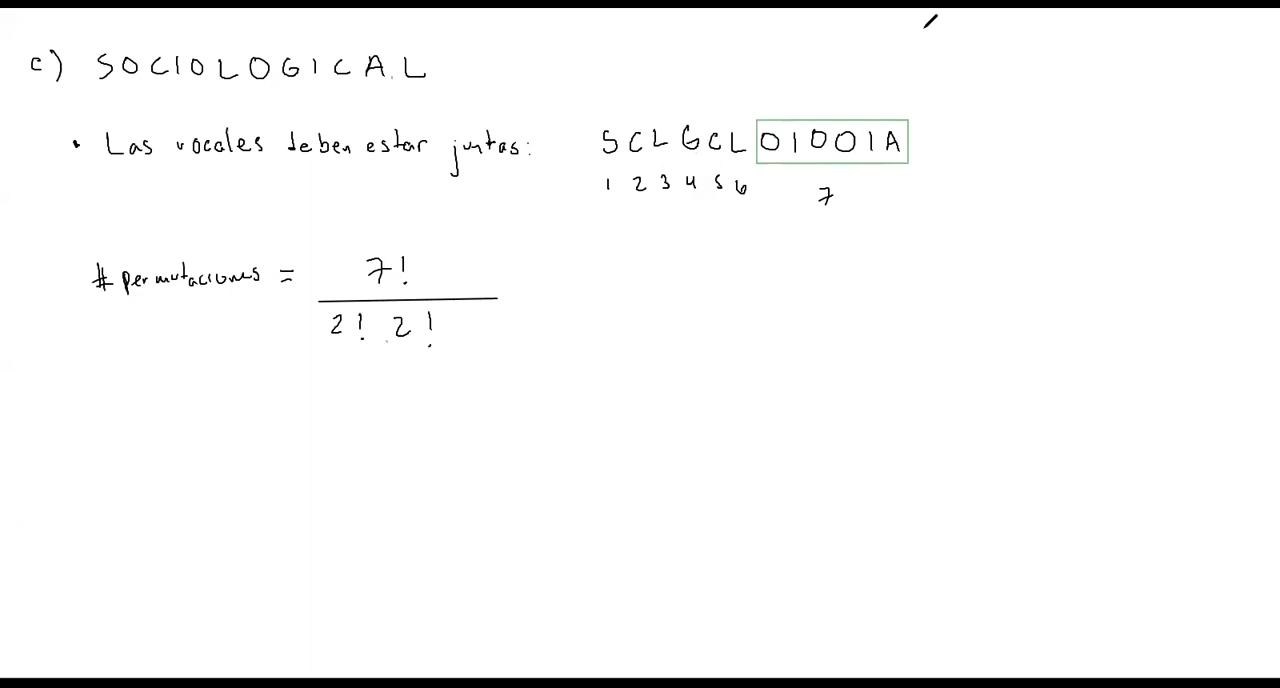 c) SOCIOLOGICAL
• Las vocales deben estar juntas: SCLGCL OIOOIA
1 2 3 4 5 6 7
# permutaciones = 7!
2! 2!